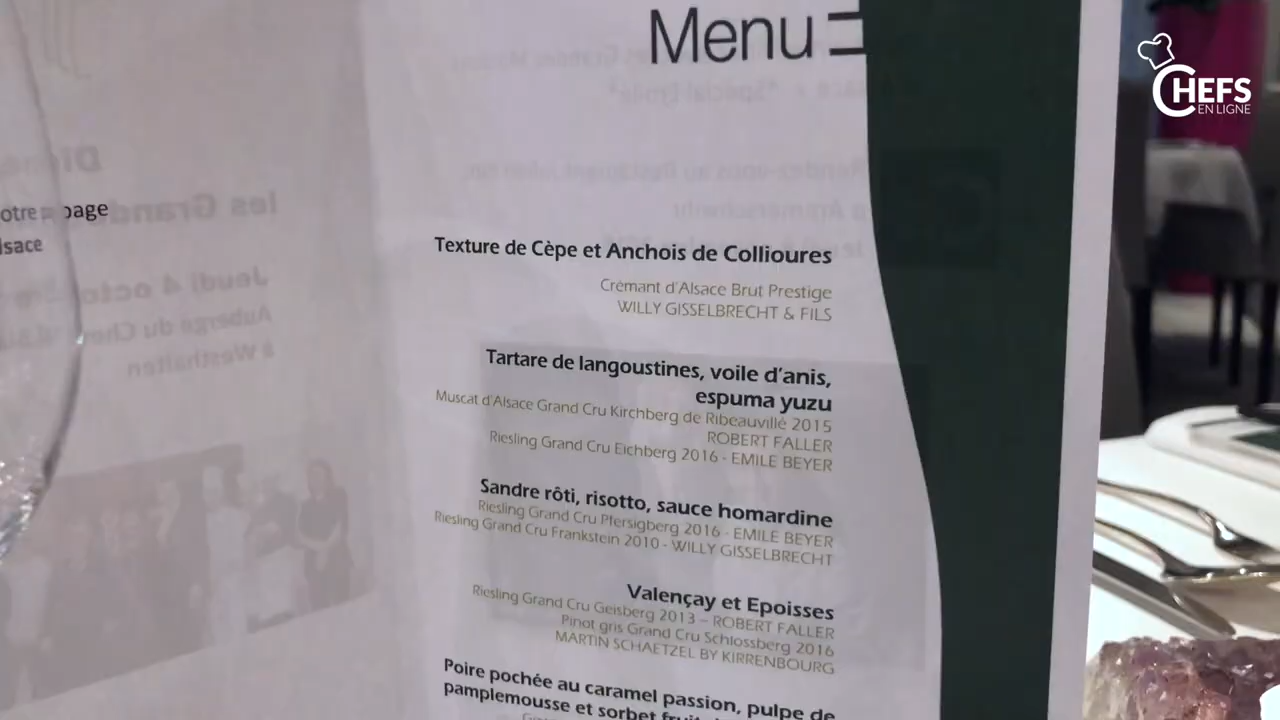 Menu
CHEFS
EN LIGNE
otre page
lsace
Texture de Cèpe et Anchois de Collioures
Crémant d'Alsace Brut Prestige
WILLY GISSELBRECHT & FILS
Tartare de langoustines, voile d'anis,
espuma yuzu
Muscat d'Alsace Grand Cru Kirchberg de Ribeauvillé 2015
ROBERT FALLER
Riesling Grand Cru Eichberg 2016 - EMILE BEYER
Sandre rôti, risotto, sauce homardine
Riesling Grand Cru Pfersigberg 2016 - EMILE BEYER
Riesling Grand Cru Frankstein 2010 - WILLY GISSELBRECHT
Valençay et Epoisses
Riesling Grand Cru Geisberg 2013 – ROBERT FALLER
Pinot gris Grand Cru Schlossberg 2016
MARTIN SCHAETZEL BY KIRRENBOURG
Poire pochée au caramel passion, pulpe de
pamplemousse et sorbet